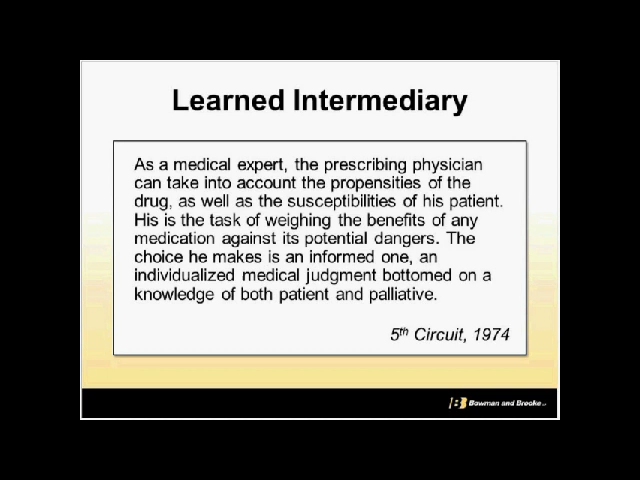 Learned Intermediary
As a medical expert, the prescribing physician
can take into account the propensities of the
drug, as well as the susceptibilities of his patient.
His is the task of weighing the benefits of any
medication against its potential dangers. The
choice he makes is an informed one, an
individualized medical judgment bottomed on a
knowledge of both patient and palliative.
5th Circuit, 1974
Bowman and Brooke